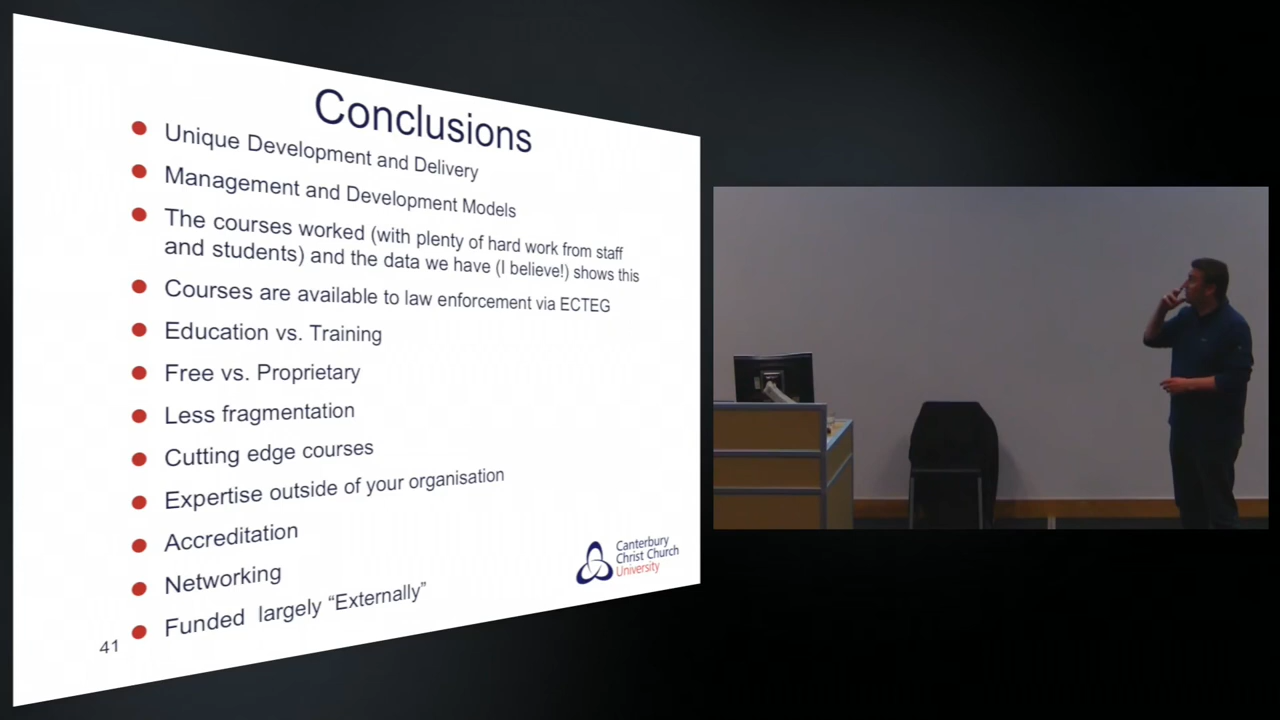 Conclusions
Unique Development and Delivery
Management and Development Models
The courses worked (with plenty of hard work from staff
and students) and the data we have (I believe!) shows this
Courses are available to law enforcement via ECTEG
Education vs. Training
Free vs. Proprietary
Less fragmentation
Cutting edge courses
Expertise outside of your organisation
Accreditation
Networking
Funded  largely “Externally”
Canterbury
Christ Church
University
41